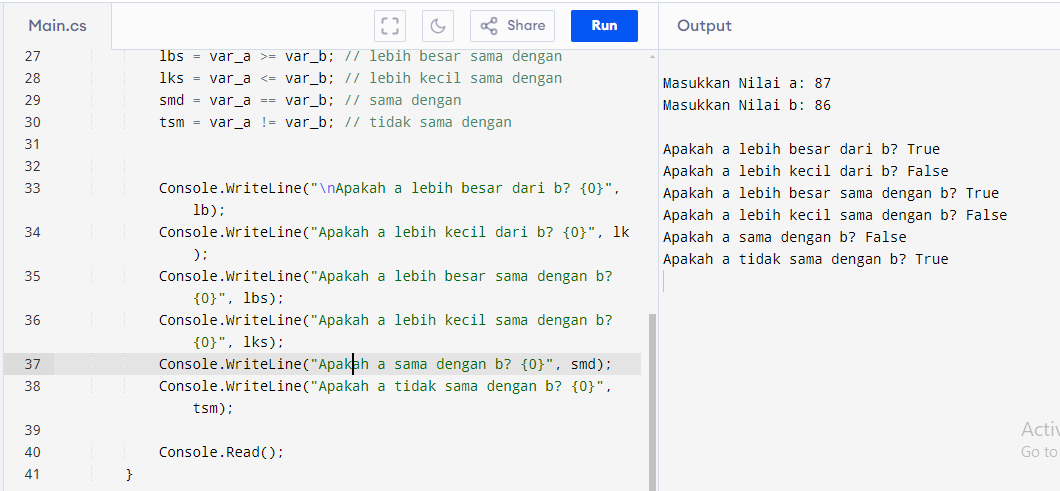 Main.cs
Share
Run
Output
27 lbs = var_a >= var_b; // lebih besar sama dengan
28 lks = var_a <= var_b; // lebih kecil sama dengan
29 smd = var_a == var_b; // sama dengan
30 tsm = var_a != var_b; // tidak sama dengan
31
32
33 Console.WriteLine("\nApakah a lebih besar dari b? {0}",
lb);
34 Console.WriteLine("Apakah a lebih kecil dari b? {0}", lk
);
35 Console.WriteLine("Apakah a lebih besar sama dengan b?
{0}", lbs);
36 Console.WriteLine("Apakah a lebih kecil sama dengan b?
{0}", lks);
37 Console.WriteLine("Apakah a sama dengan b? {0}", smd);
38 Console.WriteLine("Apakah a tidak sama dengan b? {0}",
tsm);
39
40 Console.Read();
41 }
Masukkan Nilai a: 87
Masukkan Nilai b: 86
Apakah a lebih besar dari b? True
Apakah a lebih kecil dari b? False
Apakah a lebih besar sama dengan b? True
Apakah a lebih kecil sama dengan b? False
Apakah a sama dengan b? False
Apakah a tidak sama dengan b? True
Go to